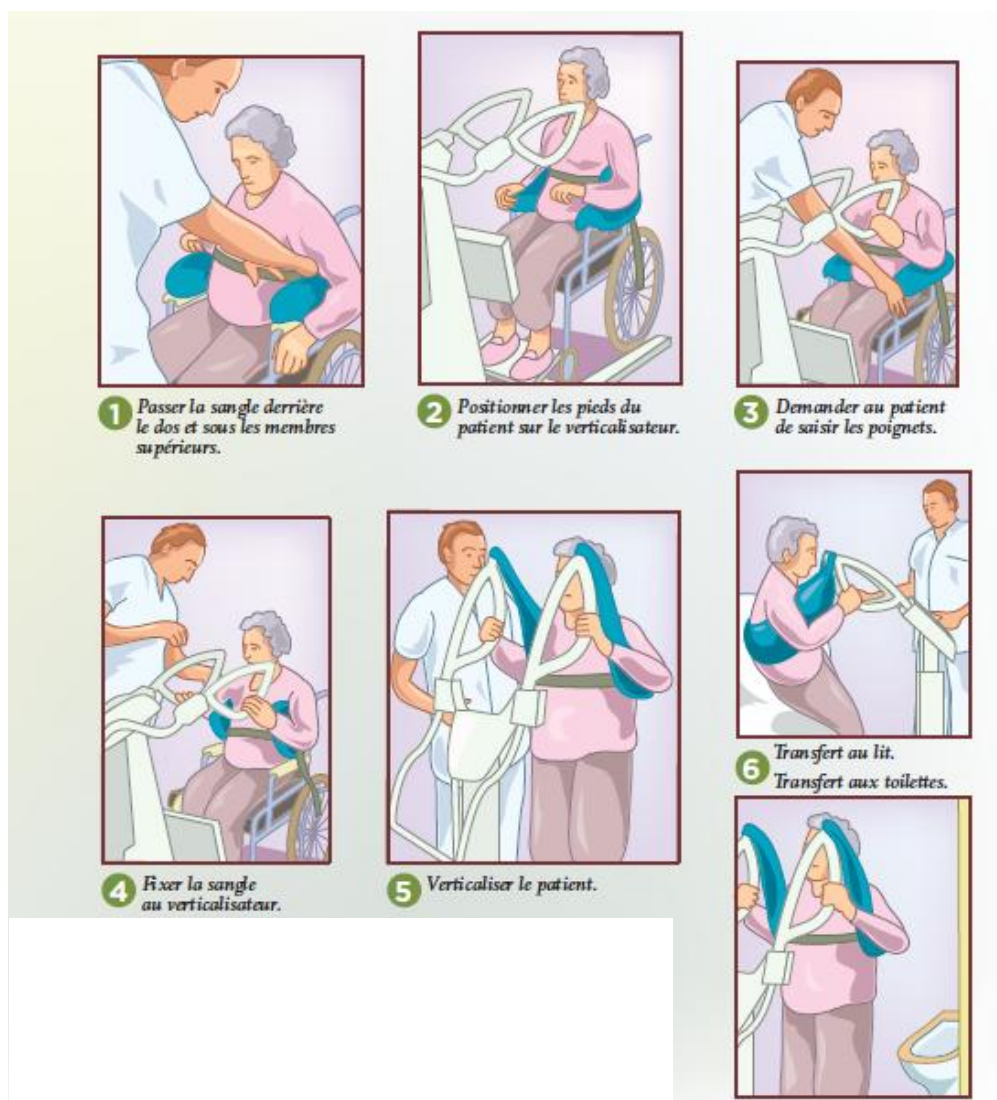 1 Passer la sangle derrière
le dos et sous les membres
supérieurs.
2 Positionner les pieds du
patient sur le verticalisateur.
3 Demander au patient
de saisir les poignets.
4 Fixer la sangle
au verticalisateur.
5 Verticaliser le patient.
6 Transfert au lit.
Transfert aux toilettes.